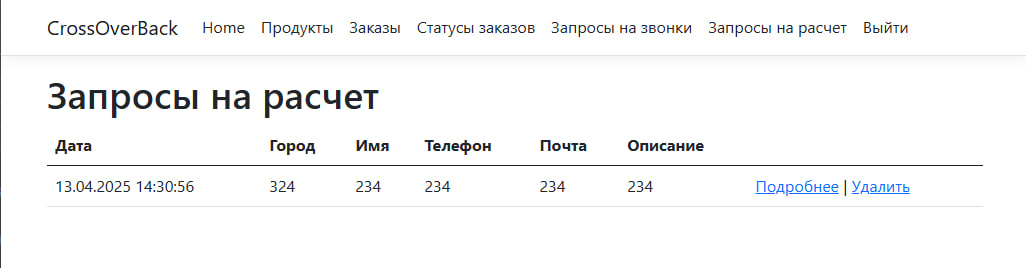 CrossOverBack Home Продукты Заказы Статусы заказов Запросы на звонки Запросы на расчет Выйти
Запросы на расчет
Дата Город Имя Телефон Почта Описание
13.04.2025 14:30:56 324 234 234 234 234 Подробнее | Удалить